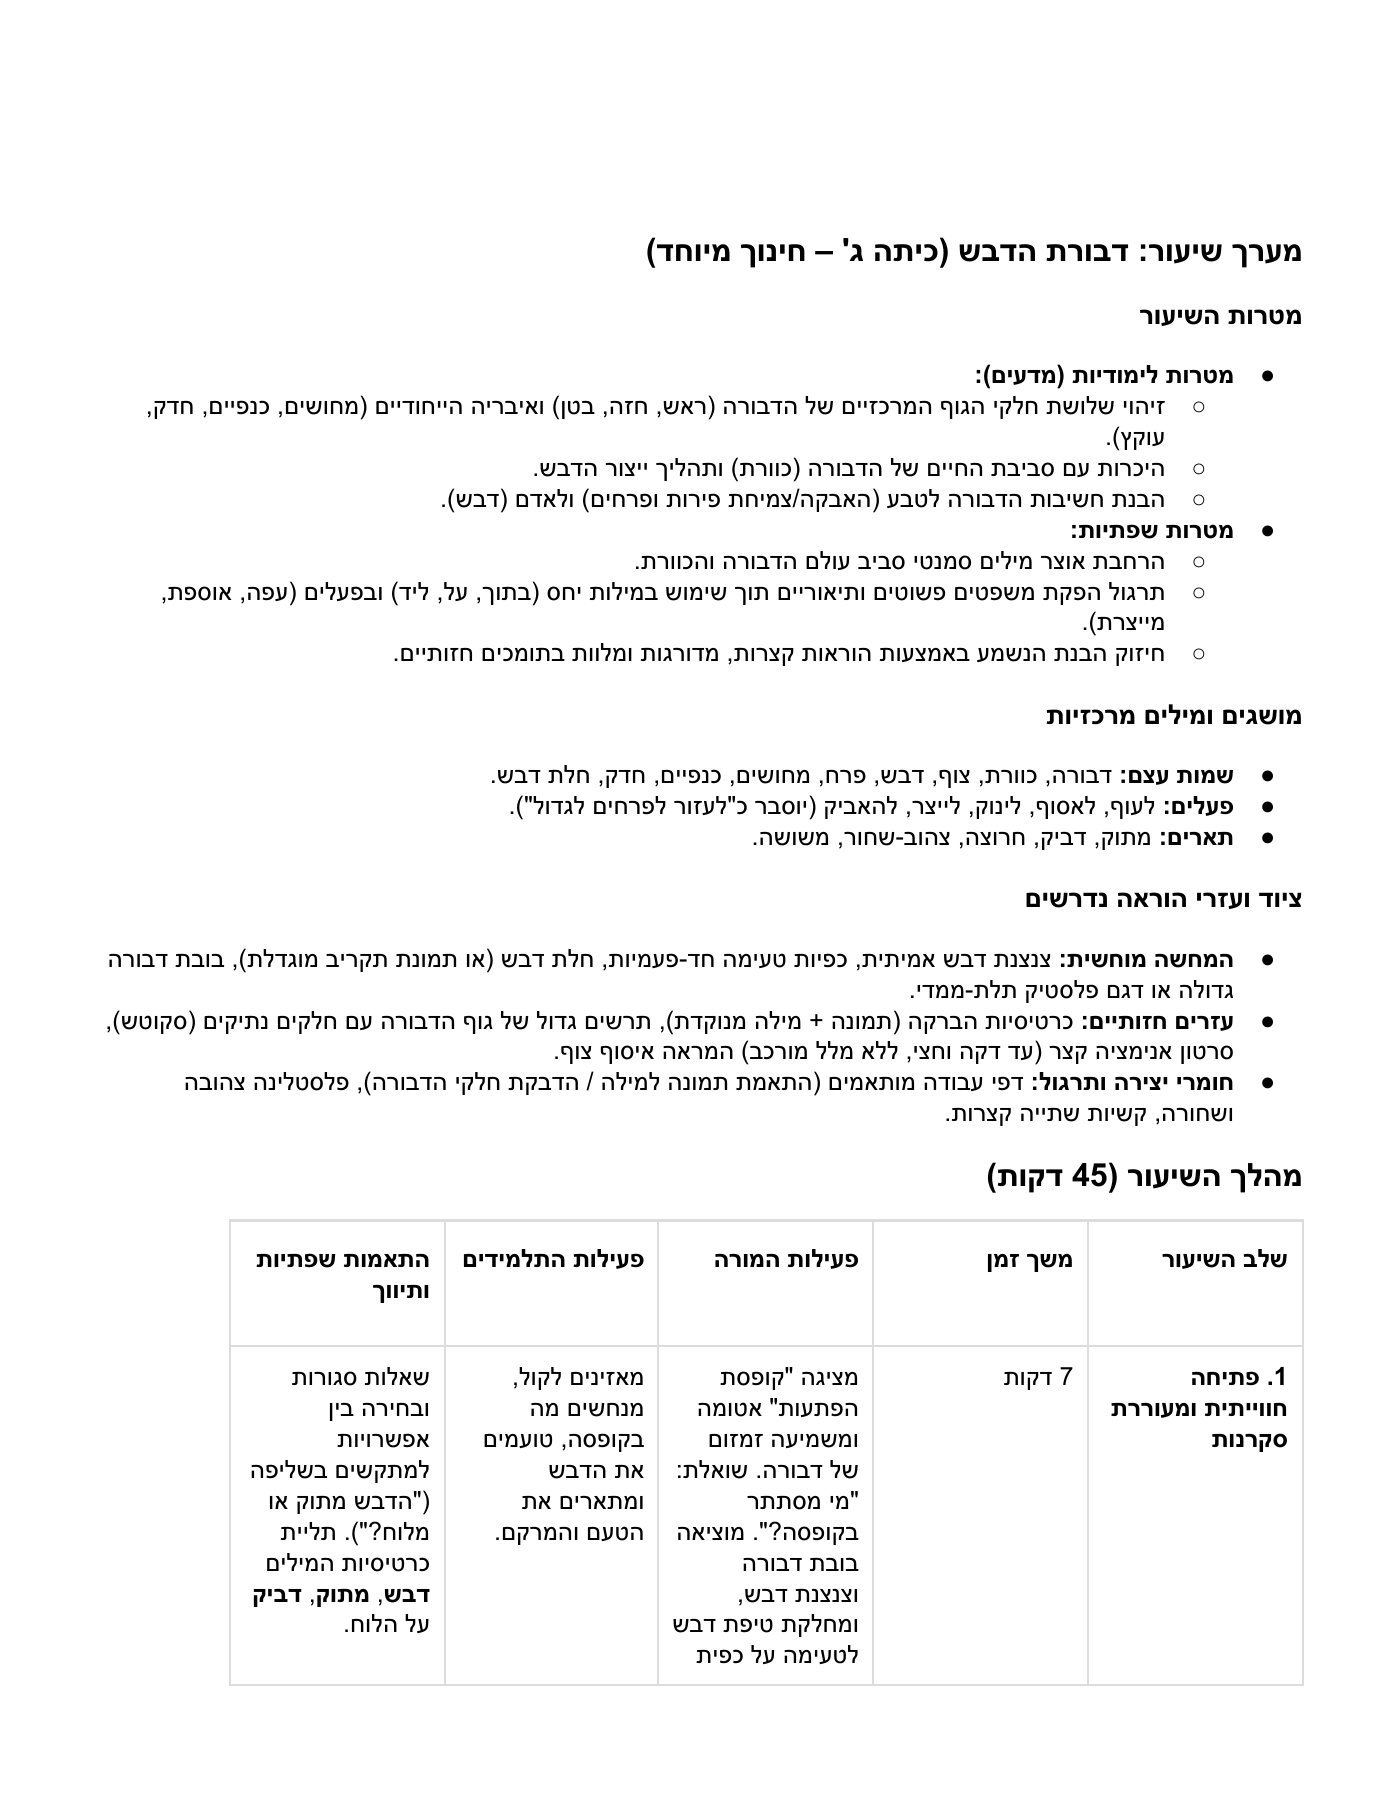 מערך שיעור: דבורת הדבש (כיתה ג' – חינוך מיוחד)
מטרות השיעור
● מטרות לימודיות (מדעים):
○ זיהוי שלושת חלקי הגוף המרכזיים של הדבורה (ראש, חזה, בטן) ואיבריה הייחודיים (מחושים, כנפיים, חדק,
עוקץ).
○ היכרות עם סביבת החיים של הדבורה (כוורת) ותהליך ייצור הדבש.
○ הבנת חשיבות הדבורה לטבע (האבקה/צמיחת פירות ופרחים) ולאדם (דבש).
● מטרות שפתיות:
○ הרחבת אוצר מילים סמנטי סביב עולם הדבורה והכוורת.
○ תרגול הפקת משפטים פשוטים ותיאוריים תוך שימוש במילות יחס (בתוך, על, ליד) ובפעלים (עפה, אוספת,
מייצרת).
○ חיזוק הבנת הנשמע באמצעות הוראות קצרות, מדורגות ומלוות בתומכים חזותיים.
מושגים ומילים מרכזיות
● שמות עצם: דבורה, כוורת, צוף, דבש, פרח, מחושים, כנפיים, חדק, חלת דבש.
● פעלים: לעוף, לאסוף, לינוק, לייצר, להאביק (יוסבר כ"לעזור לפרחים לגדול").
● תארים: מתוק, דביק, חרוצה, צהוב-שחור, משושה.
ציוד ועזרי הוראה נדרשים
● המחשה מוחשית: צנצנת דבש אמיתית, כפיות טעימה חד-פעמיות, חלת דבש (או תמונת תקריב מוגדלת), בובת דבורה
גדולה או דגם פלסטיק תלת-ממדי.
● עזרים חזותיים: כרטיסיות הברקה (תמונה + מילה מנוקדת), תרשים גדול של גוף הדבורה עם חלקים נתיקים (סקוטש),
סרטון אנימציה קצר (עד דקה וחצי, ללא מלל מורכב) המראה איסוף צוף.
● חומרי יצירה ותרגול: דפי עבודה מותאמים (התאמת תמונה למילה / הדבקת חלקי הדבורה), פלסטלינה צהובה
ושחורה, קשיות שתייה קצרות.
מהלך השיעור (45 דקות)
שלב השיעור
משך זמן
פעילות המורה
פעילות התלמידים
התאמות שפתיות
ותיווך
1. פתיחה
חווייתית ומעוררת
סקרנות
7 דקות
מציגה "קופסת
הפתעות" אטומה
ומשמיעה זמזום
של דבורה. שואלת:
"מי מסתתר
בקופסה?". מוציאה
בובת דבורה
וצנצנת דבש,
ומחלקת טיפת דבש
לטעימה על כפית
מאזינים לקול,
מנחשים מה
בקופסה, טועמים
את הדבש
ומתארים את
הטעם והמרקם.
שאלות סגורות
ובחירה בין
אפשרויות
למתקשים בשליפה
("הדבש מתוק או
מלוח?"). תליית
כרטיסיות המילים
דבש, מתוק, דביק
על הלוח.